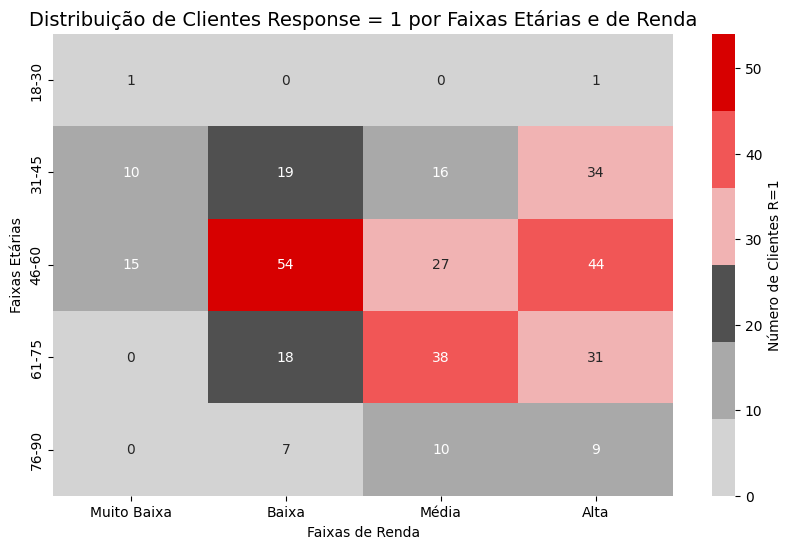 Distribuição de Clientes Response = 1 por Faixas Etárias e de Renda
Faixas Etárias
18-30 1 0 0 1
31-45 10 19 16 34
46-60 15 54 27 44
61-75 0 18 38 31
76-90 0 7 10 9
Muito Baixa Baixa Média Alta
Faixas de Renda
50
40
30
20
10
0
Número de Clientes R=1